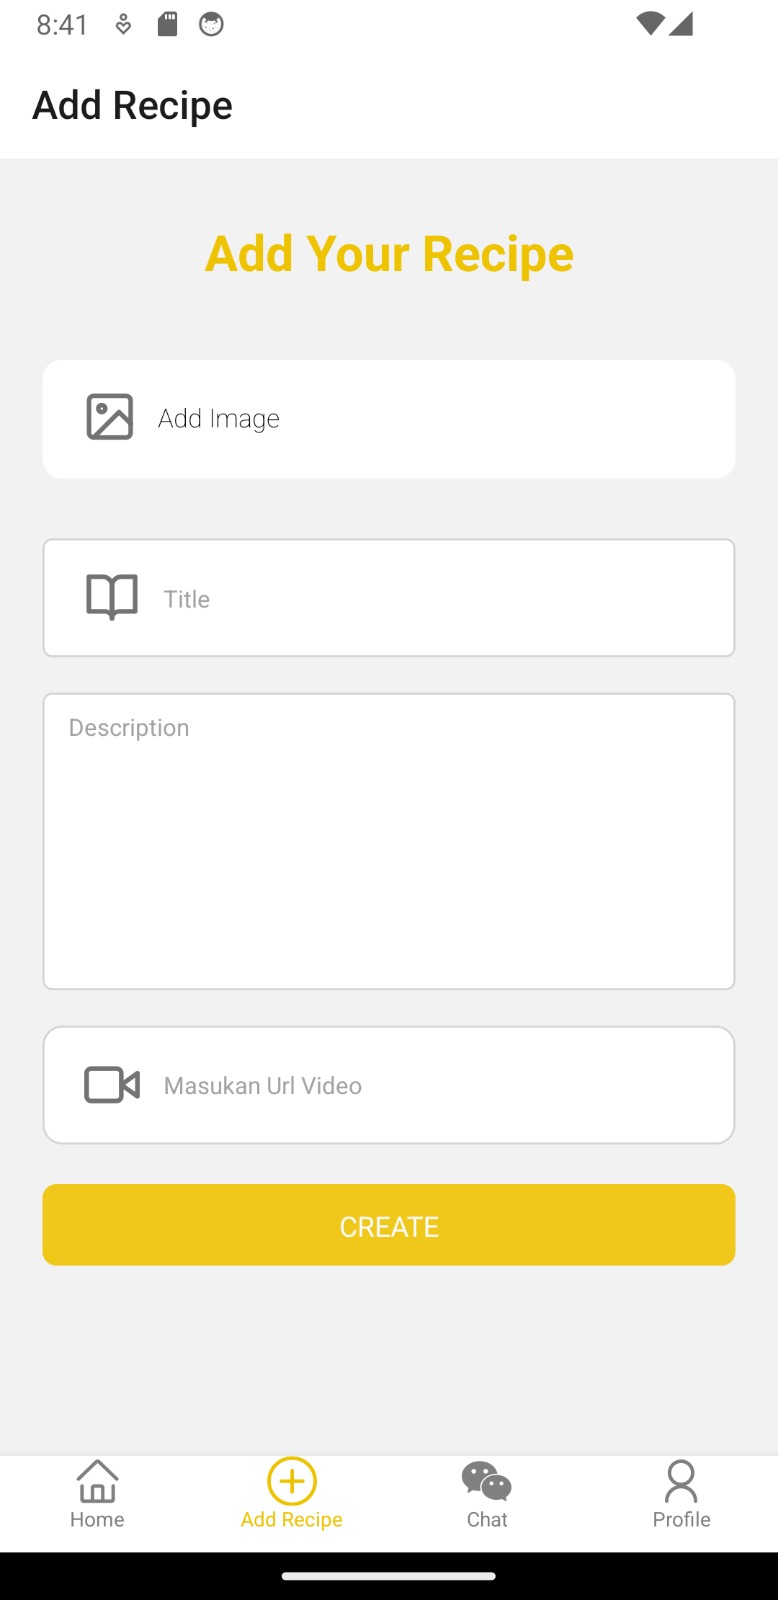 8:41
Add Recipe
Add Your Recipe
Add Image
Title
Description
Masukan Url Video
CREATE
Home
Add Recipe
Chat
Profile